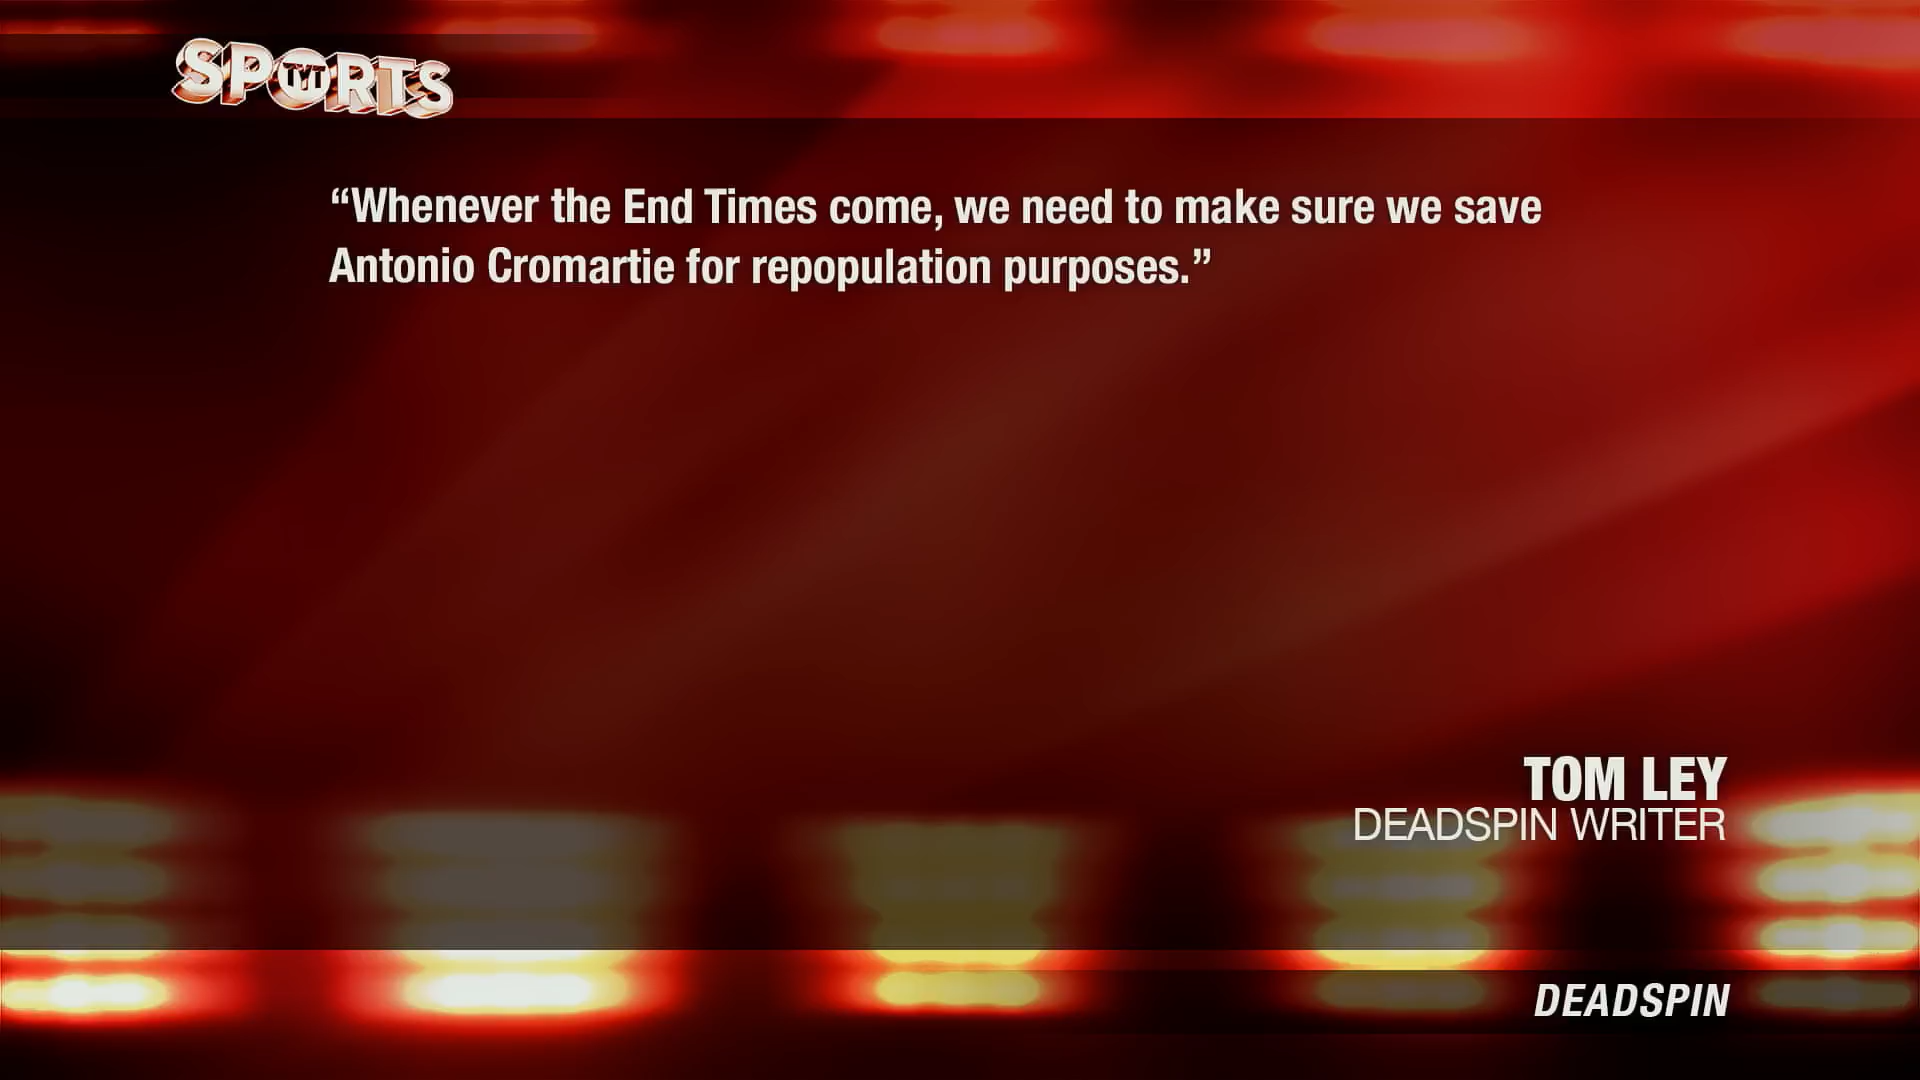 SPORTS
TYT
“Whenever the End Times come, we need to make sure we save
Antonio Cromartie for repopulation purposes.”
TOM LEY
DEADSPIN WRITER
DEADSPIN